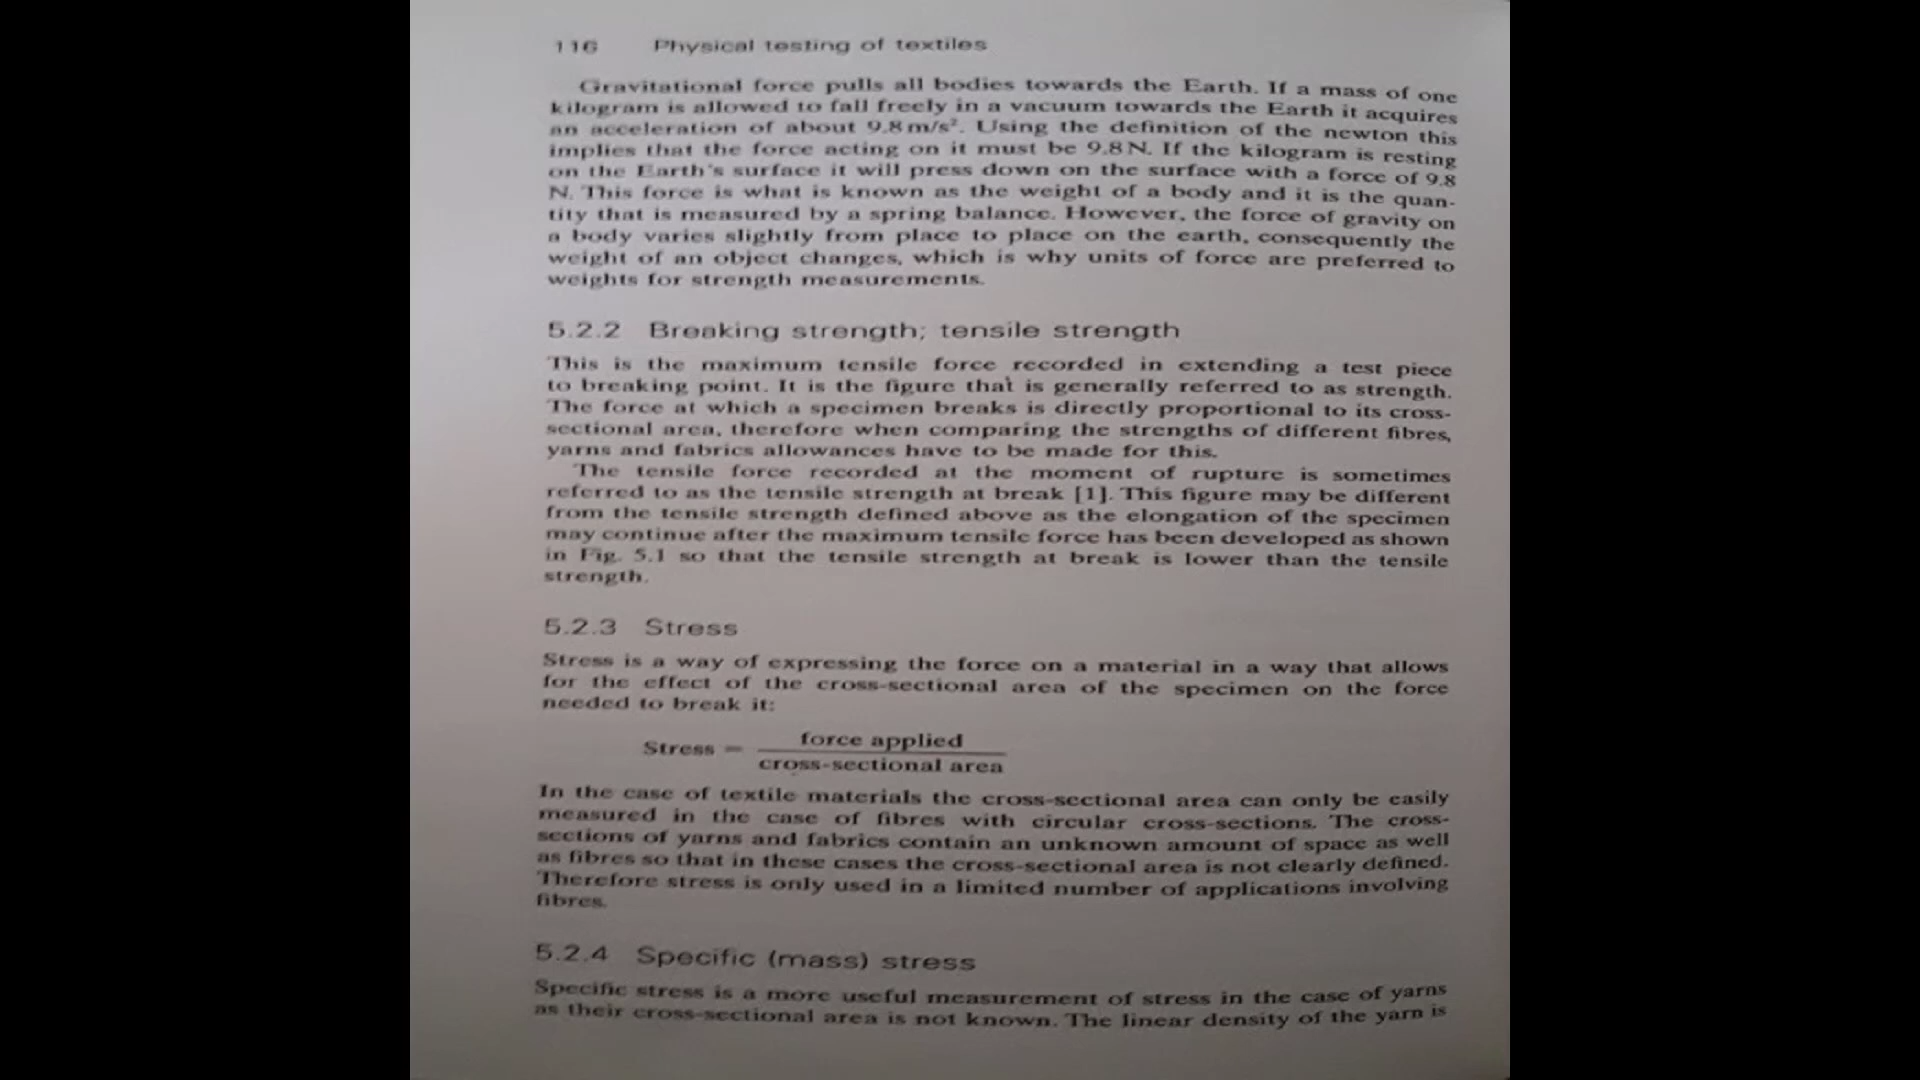 116 Physical testing of textiles
Gravitational force pulls all bodies towards the Earth. If a mass of one
kilogram is allowed to fall freely in a vacuum towards the Earth it acquires
an acceleration of about 9.8 m/s². Using the definition of the newton this
implies that the force acting on it must be 9.8 N. If the kilogram is resting
on the Earth's surface it will press down on the surface with a force of 9.8
N. This force is what is known as the weight of a body and it is the quan-
tity that is measured by a spring balance. However, the force of gravity on
a body varies slightly from place to place on the earth, consequently the
weight of an object changes, which is why units of force are preferred to
weights for strength measurements.
5.2.2 Breaking strength; tensile strength
This is the maximum tensile force recorded in extending a test piece
to breaking point. It is the figure that is generally referred to as strength.
The force at which a specimen breaks is directly proportional to its cross-
sectional area, therefore when comparing the strengths of different fibres,
yarns and fabrics allowances have to be made for this.
The tensile force recorded at the moment of rupture is sometimes
referred to as the tensile strength at break [1]. This figure may be different
from the tensile strength defined above as the elongation of the specimen
may continue after the maximum tensile force has been developed as shown
in Fig. 5.1 so that the tensile strength at break is lower than the tensile
strength.
5.2.3 Stress
Stress is a way of expressing the force on a material in a way that allows
for the effect of the cross-sectional area of the specimen on the force
needed to break it:
Stress = force applied
cross-sectional area
In the case of textile materials the cross-sectional area can only be easily
measured in the case of fibres with circular cross-sections. The cross-
sections of yarns and fabrics contain an unknown amount of space as well
as fibres so that in these cases the cross-sectional area is not clearly defined.
Therefore stress is only used in a limited number of applications involving
fibres.
5.2.4 Specific (mass) stress
Specific stress is a more useful measurement of stress in the case of yarns
as their cross-sectional area is not known. The linear density of the yarn is